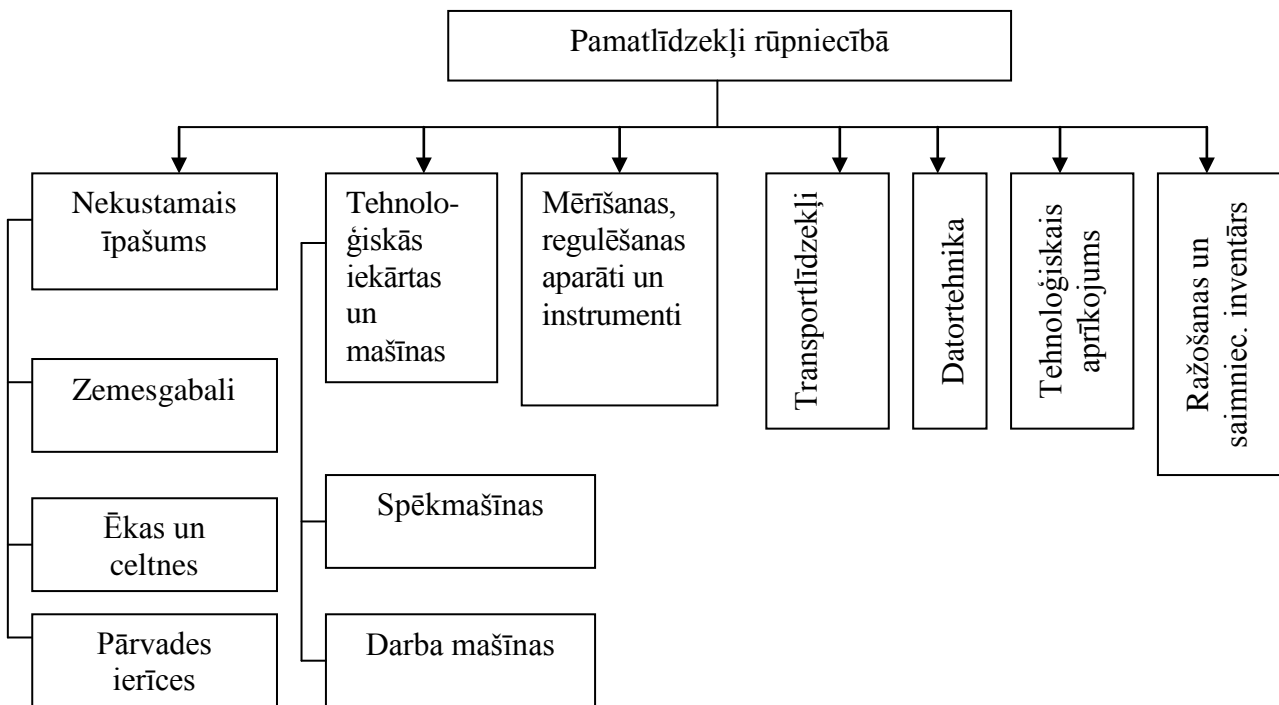 Pamatlīdzekļi rūpniecībā
Nekustamais
īpašums
Tehnolo-
ģiskās
iekārtas
un
mašīnas
Mērīšanas,
regulēšanas
aparāti un
instrumenti
Transportlīdzekļi
Datortehnika
Tehnoloģiskais
aprīkojums
Ražošanas un
saimniec. inventārs
Zemesgabali
Ēkas un
celtnes
Pārvades
ierīces
Spēkmašīnas
Darba mašīnas